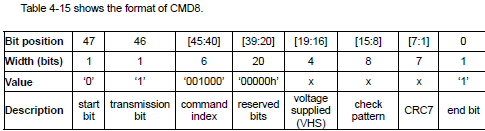 Table 4-15 shows the format of CMD8.
Bit position 47 46 [45:40] [39:20] [19:16] [15:8] [7:1] 0
Width (bits) 1 1 6 20 4 8 7 1
Value ‘0’ ‘1’ ‘001000’ ‘00000h’ x x x ‘1’
Description start bit transmission bit command index reserved bits voltage supplied (VHS) check pattern CRC7 end bit